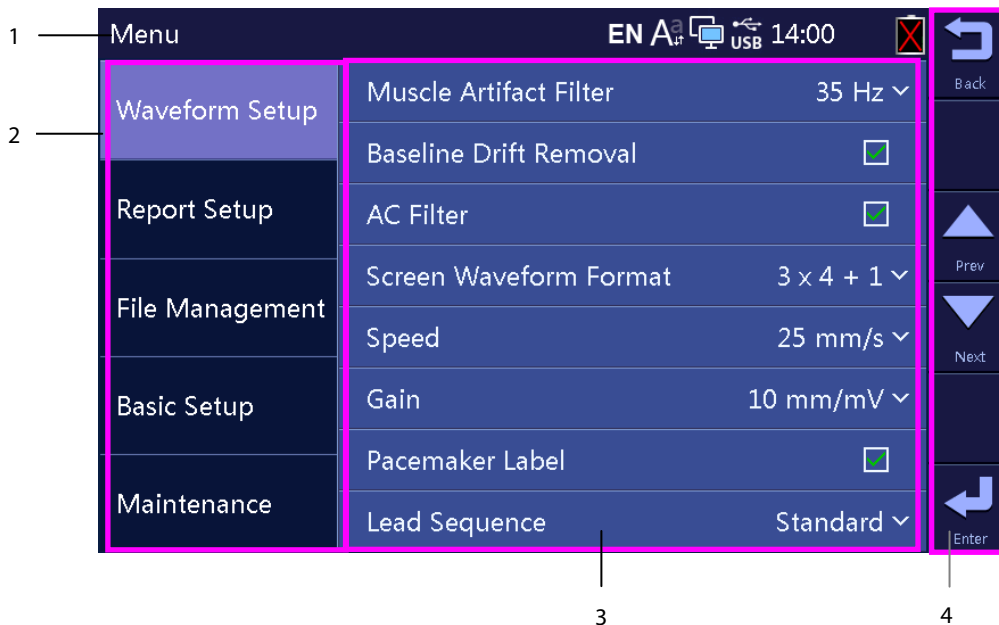 1
Menu
EN Aa USB 14:00
2
Waveform Setup
Report Setup
File Management
Basic Setup
Maintenance
Muscle Artifact Filter 35 Hz
Baseline Drift Removal
AC Filter
Screen Waveform Format 3 x 4 + 1
Speed 25 mm/s
Gain 10 mm/mV
Pacemaker Label
Lead Sequence Standard
Back
Prev
Next
Enter
3
4